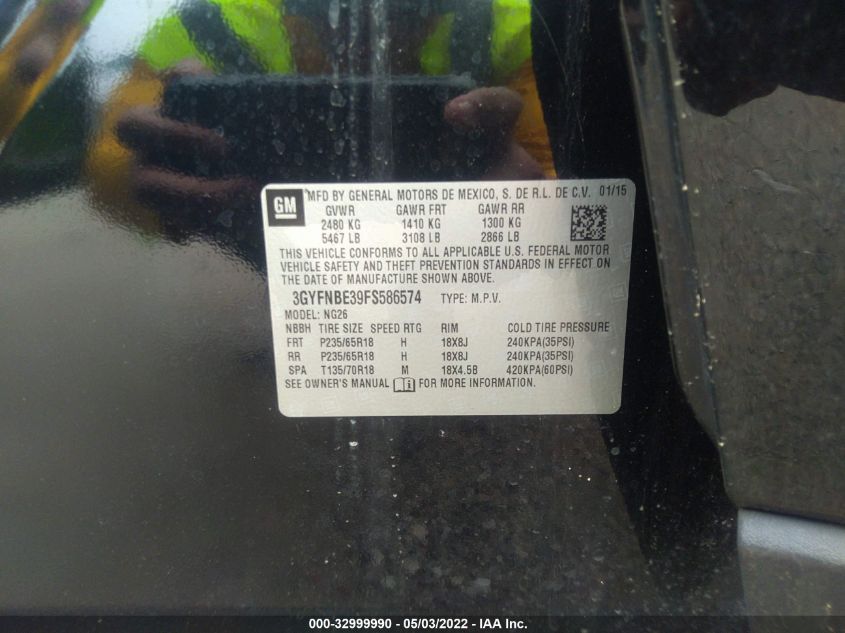 GM
MFD BY GENERAL MOTORS DE MEXICO, S. DE R.L. DE C.V. 01/15
GVWR GAWR FRT GAWR RR
2480 KG 1410 KG 1300 KG
5467 LB 3108 LB 2866 LB
THIS VEHICLE CONFORMS TO ALL APPLICABLE U.S. FEDERAL MOTOR
VEHICLE SAFETY AND THEFT PREVENTION STANDARDS IN EFFECT ON
THE DATE OF MANUFACTURE SHOWN ABOVE.
3GYFNBE39FS586574 TYPE: M.P.V.
MODEL: NG26
NBBH TIRE SIZE SPEED RTG RIM COLD TIRE PRESSURE
FRT P235/65R18 H 18X8J 240KPA(35PSI)
RR P235/65R18 H 18X8J 240KPA(35PSI)
SPA T135/70R18 M 18X4.5B 420KPA(60PSI)
SEE OWNER'S MANUAL i FOR MORE INFORMATION.
000-32999990 - 05/03/2022 - IAA Inc.